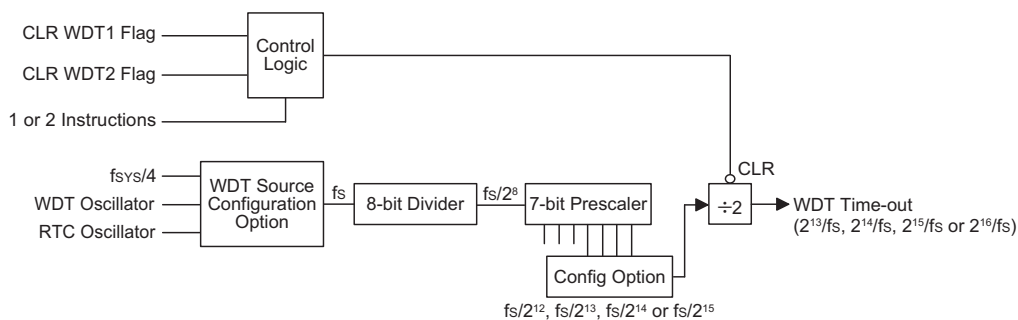 CLR WDT1 Flag
CLR WDT2 Flag
1 or 2 Instructions
Control
Logic
fSYS/4
WDT Oscillator
RTC Oscillator
WDT Source
Configuration
Option
fS
8-bit Divider
fS/2⁸
7-bit Prescaler
Config Option
fS/2¹², fS/2¹³, fS/2¹⁴ or fS/2¹⁵
CLR
÷2
WDT Time-out
(2¹³/fS, 2¹⁴/fS, 2¹⁵/fS or 2¹⁶/fS)